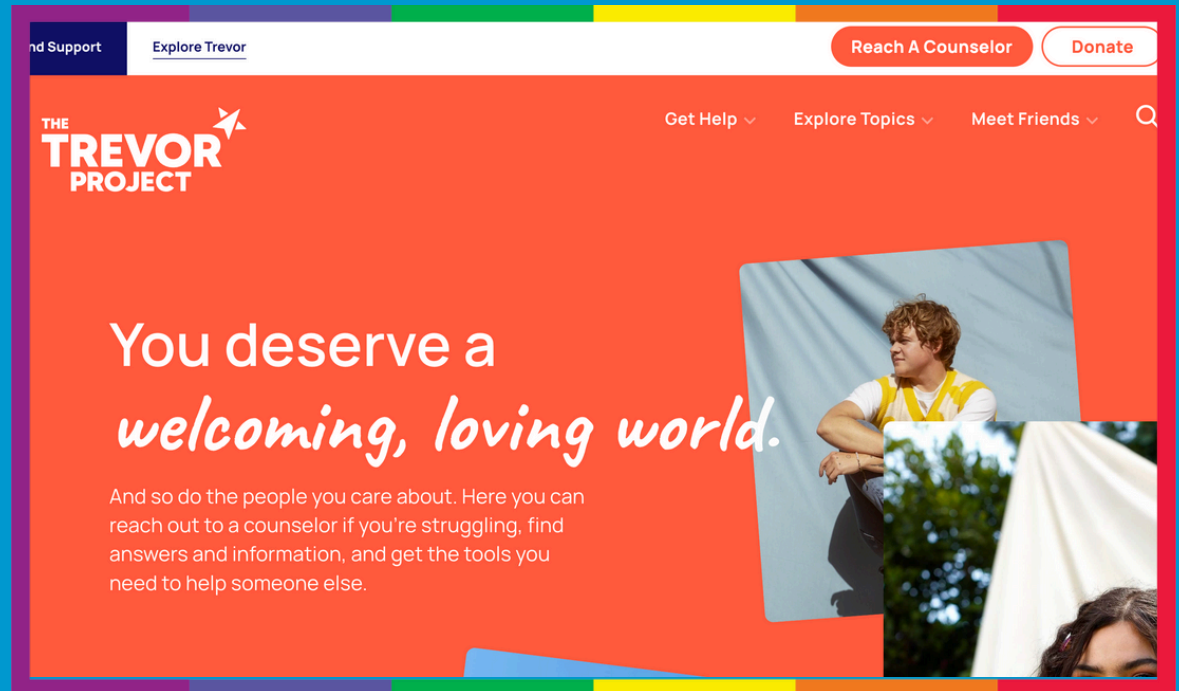 nd Support
Explore Trevor
Reach A Counselor
Donate
THE
TREVOR
PROJECT
Get Help
Explore Topics
Meet Friends
You deserve a
welcoming, loving world.
And so do the people you care about. Here you can
reach out to a counselor if you're struggling, find
answers and information, and get the tools you
need to help someone else.